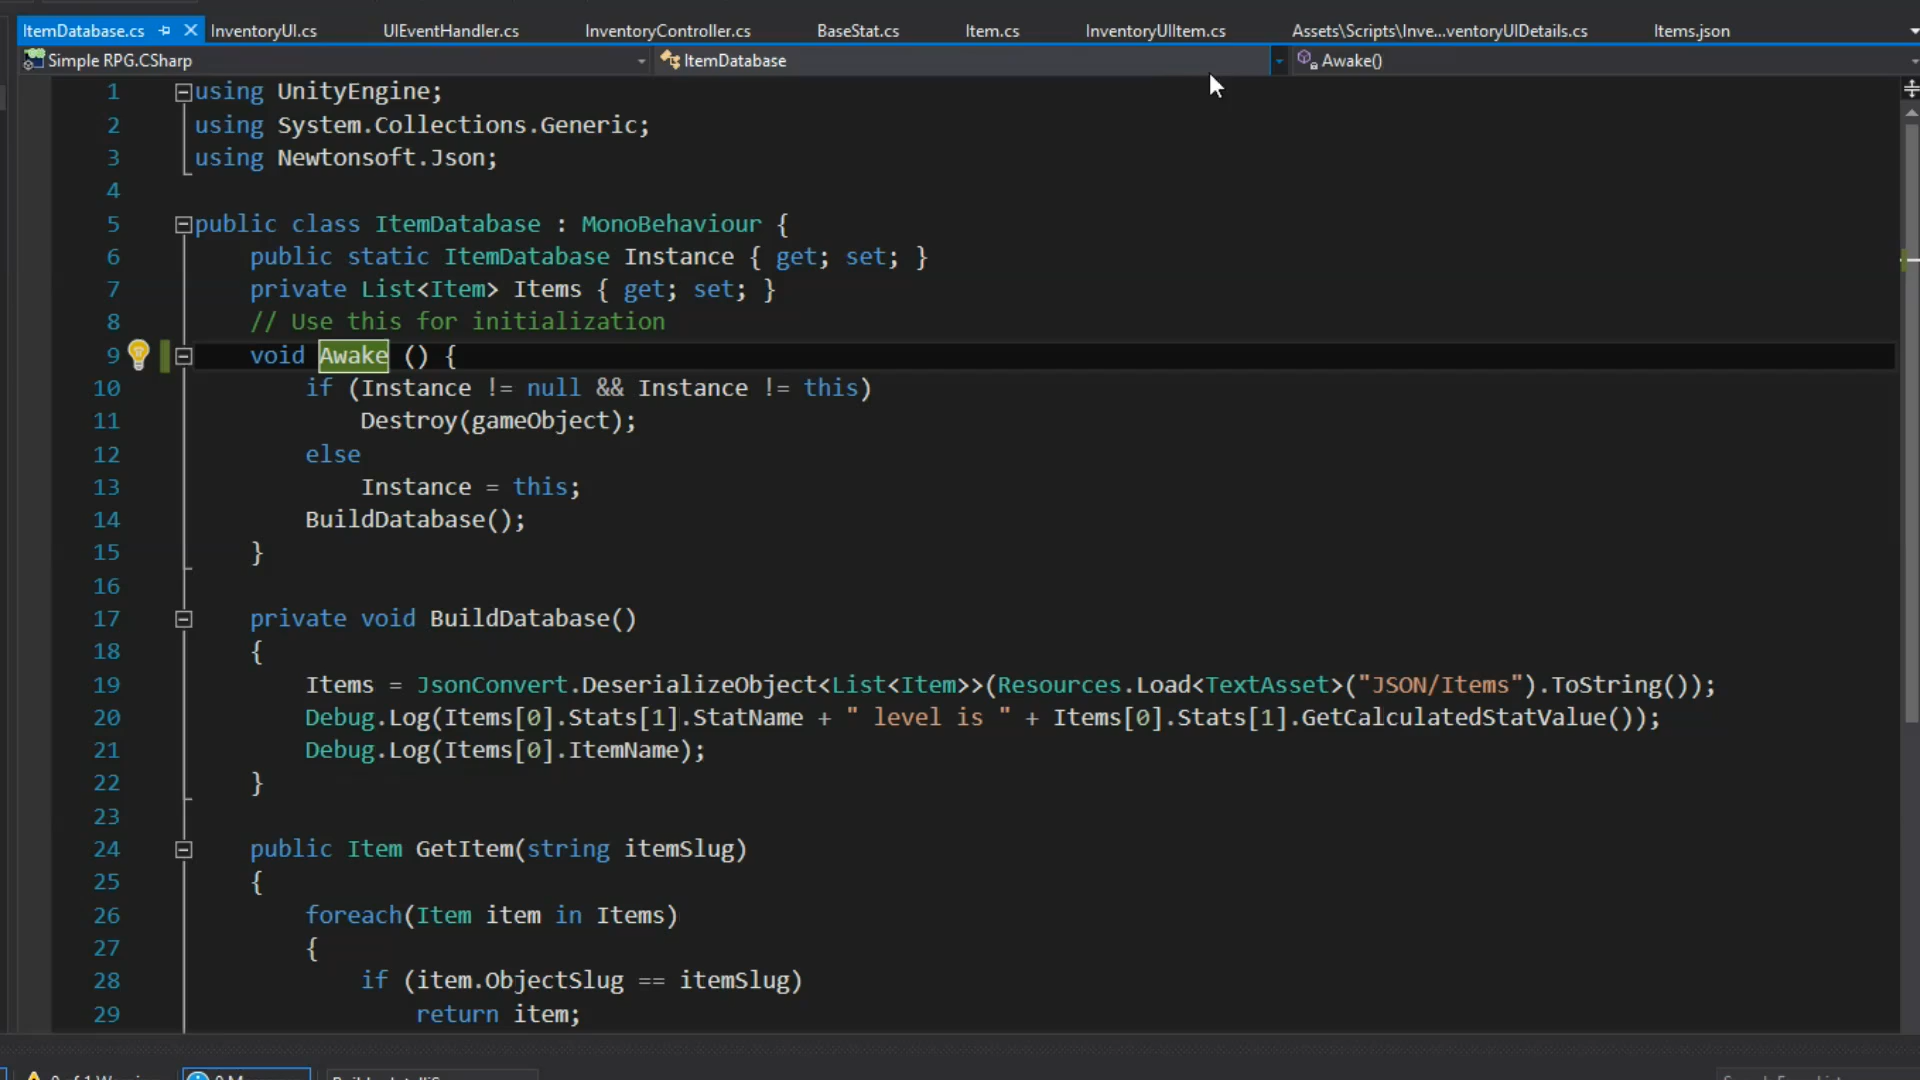 ItemDatabase.cs InventoryUI.cs UIEventHandler.cs InventoryController.cs BaseStat.cs Item.cs InventoryUIItem.cs Assets\Scripts\Inve...ventoryUIDetails.cs Items.json
Simple RPG.CSharp ItemDatabase Awake()
1 using UnityEngine;
2 using System.Collections.Generic;
3 using Newtonsoft.Json;
4
5 public class ItemDatabase : MonoBehaviour {
6 public static ItemDatabase Instance { get; set; }
7 private List<Item> Items { get; set; }
8 // Use this for initialization
9 void Awake () {
10 if (Instance != null && Instance != this)
11 Destroy(gameObject);
12 else
13 Instance = this;
14 BuildDatabase();
15 }
16
17 private void BuildDatabase()
18 {
19 Items = JsonConvert.DeserializeObject<List<Item>>(Resources.Load<TextAsset>("JSON/Items").ToString());
20 Debug.Log(Items[0].Stats[1].StatName + " level is " + Items[0].Stats[1].GetCalculatedStatValue());
21 Debug.Log(Items[0].ItemName);
22 }
23
24 public Item GetItem(string itemSlug)
25 {
26 foreach(Item item in Items)
27 {
28 if (item.ObjectSlug == itemSlug)
29 return item;